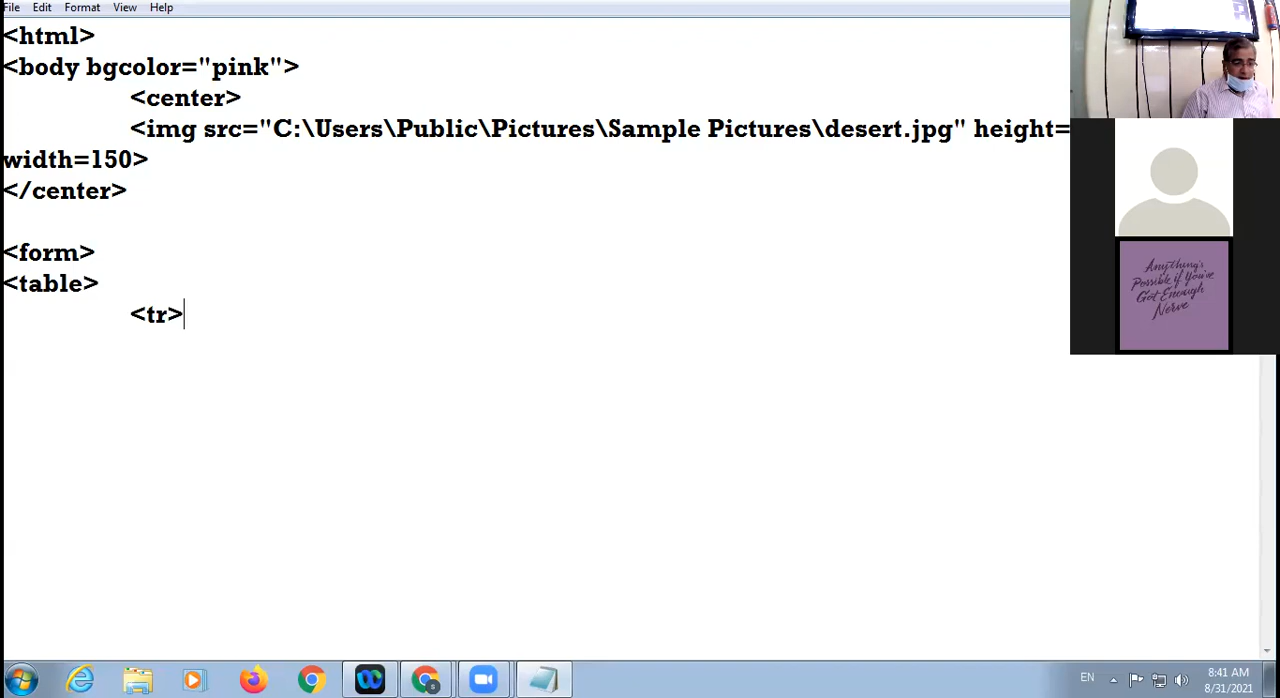 File Edit Format View Help
<html>
<body bgcolor="pink">
<center>
<img src="C:\Users\Public\Pictures\Sample Pictures\desert.jpg" height=
width=150>
</center>
<form>
<table>
<tr>
Anything's
Possible if You've
Got Enough
Nerve
EN
8:41 AM
8/31/2021